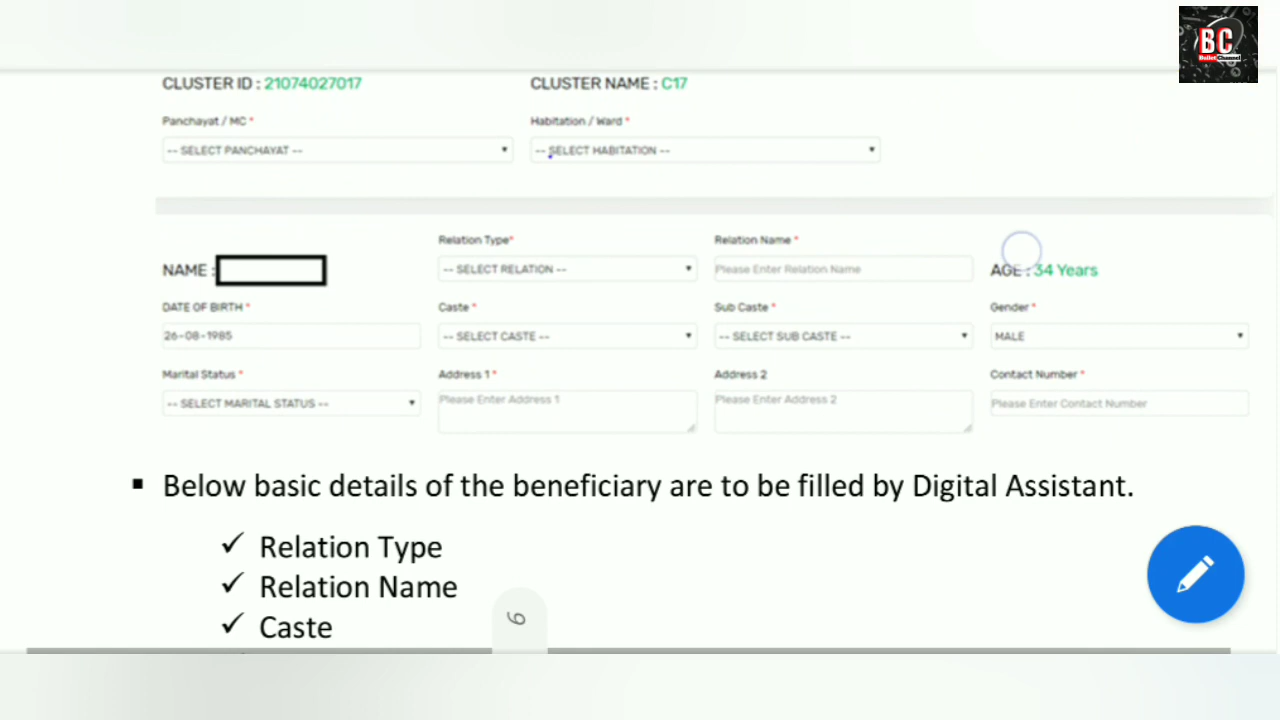 BC
Bullet Channel
CLUSTER ID : 21074027017 CLUSTER NAME : C17
Panchayat / MC * Habitation / Ward *
-- SELECT PANCHAYAT -- -- SELECT HABITATION --
Relation Type* Relation Name *
NAME : -- SELECT RELATION -- Please Enter Relation Name AGE : 34 Years
DATE OF BIRTH * Caste * Sub Caste * Gender *
26-08-1985 -- SELECT CASTE -- -- SELECT SUB CASTE -- MALE
Marital Status * Address 1 * Address 2 Contact Number *
-- SELECT MARITAL STATUS -- Please Enter Address 1 Please Enter Address 2 Please Enter Contact Number
▪ Below basic details of the beneficiary are to be filled by Digital Assistant.
✓ Relation Type
✓ Relation Name
✓ Caste
6